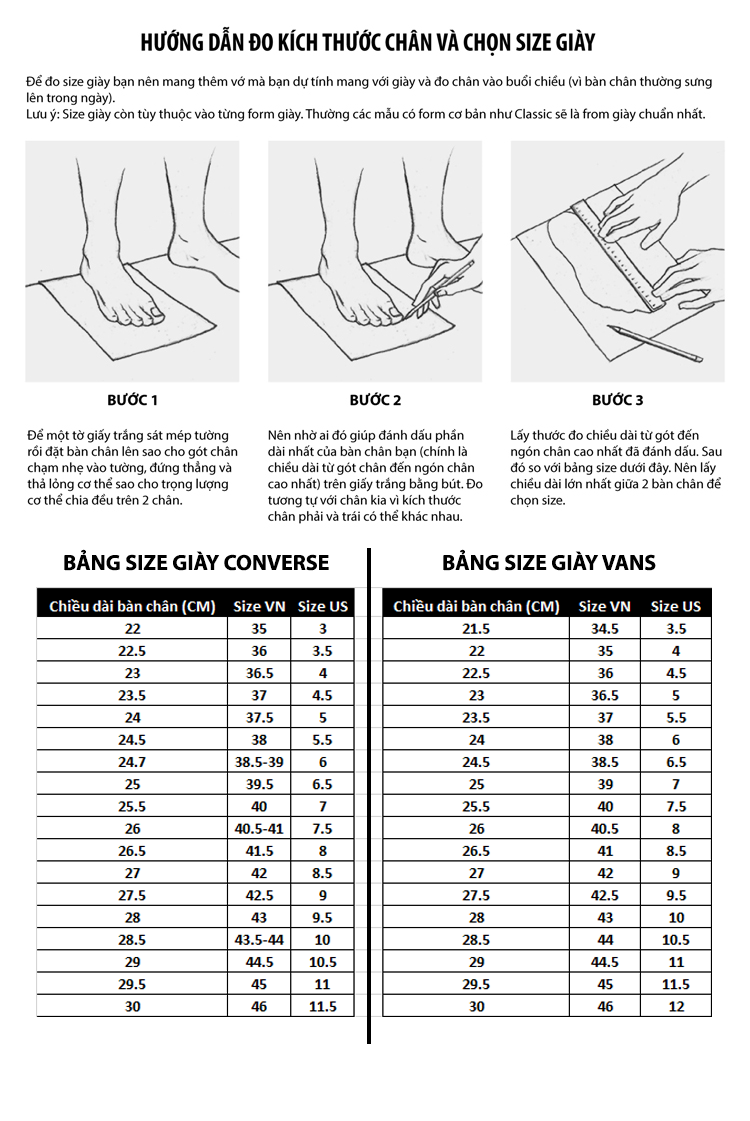 HƯỚNG DẪN ĐO KÍCH THƯỚC CHÂN VÀ CHỌN SIZE GIÀY
Để đo size giày bạn nên mang thêm vớ mà bạn dự tính mang với giày và đo chân vào buổi chiều (vì bàn chân thường sưng
lên trong ngày).
Lưu ý: Size giày còn tùy thuộc vào từng form giày. Thường các mẫu có form cơ bản như Classic sẽ là from giày chuẩn nhất.
BƯỚC 1
Để một tờ giấy trắng sát mép tường
rồi đặt bàn chân lên sao cho gót chân
chạm nhẹ vào tường, đứng thẳng và
thả lỏng cơ thể sao cho trọng lượng
cơ thể chia đều trên 2 chân.
BƯỚC 2
Nên nhờ ai đó giúp đánh dấu phần
dài nhất của bàn chân bạn (chính là
chiều dài từ gót chân đến ngón chân
cao nhất) trên giấy trắng bằng bút. Đo
tương tự với chân kia vì kích thước
chân phải và trái có thể khác nhau.
BƯỚC 3
Lấy thước đo chiều dài từ gót đến
ngón chân cao nhất đã đánh dấu. Sau
đó so với bảng size dưới đây. Nên lấy
chiều dài lớn nhất giữa 2 bàn chân để
chọn size.
BẢNG SIZE GIÀY CONVERSE
Chiều dài bàn chân (CM) Size VN Size US
22 35 3
22.5 36 3.5
23 36.5 4
23.5 37 4.5
24 37.5 5
24.5 38 5.5
24.7 38.5-39 6
25 39.5 6.5
25.5 40 7
26 40.5-41 7.5
26.5 41.5 8
27 42 8.5
27.5 42.5 9
28 43 9.5
28.5 43.5-44 10
29 44.5 10.5
29.5 45 11
30 46 11.5
BẢNG SIZE GIÀY VANS
Chiều dài bàn chân (CM) Size VN Size US
21.5 34.5 3.5
22 35 4
22.5 36 4.5
23 36.5 5
23.5 37 5.5
24 38 6
24.5 38.5 6.5
25 39 7
25.5 40 7.5
26 40.5 8
26.5 41 8.5
27 42 9
27.5 42.5 9.5
28 43 10
28.5 44 10.5
29 44.5 11
29.5 45 11.5
30 46 12